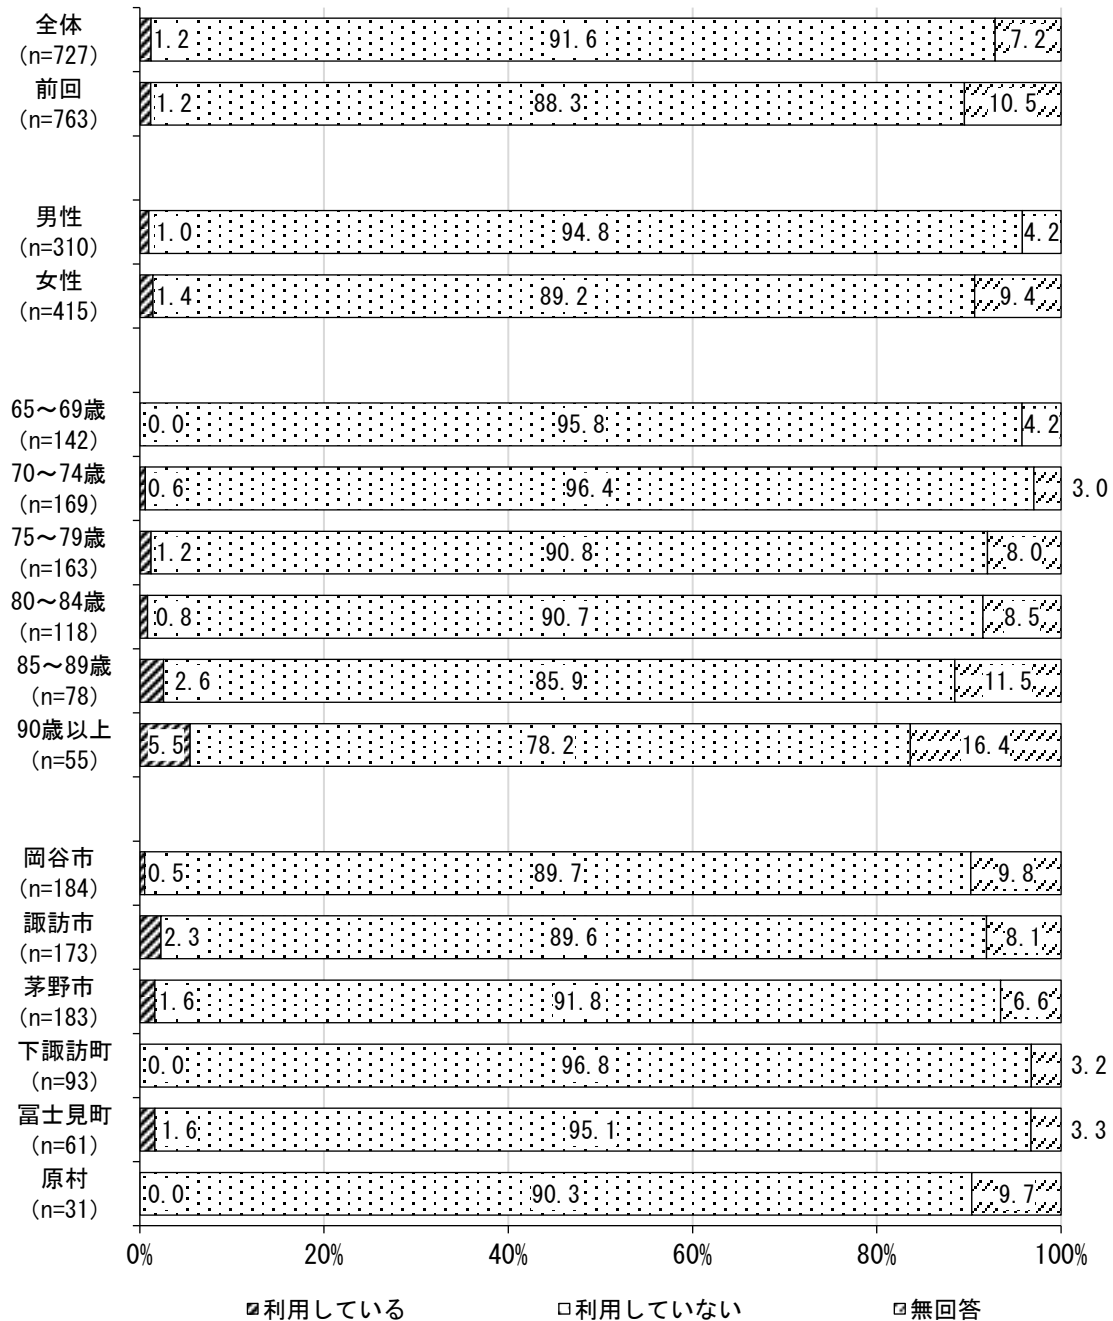 全体
(n=727)
1.2 91.6 7.2
前回
(n=763)
1.2 88.3 10.5
男性
(n=310)
1.0 94.8 4.2
女性
(n=415)
1.4 89.2 9.4
65～69歳
(n=142)
0.0 95.8 4.2
70～74歳
(n=169)
0.6 96.4 3.0
75～79歳
(n=163)
1.2 90.8 8.0
80～84歳
(n=118)
0.8 90.7 8.5
85～89歳
(n=78)
2.6 85.9 11.5
90歳以上
(n=55)
5.5 78.2 16.4
岡谷市
(n=184)
0.5 89.7 9.8
諏訪市
(n=173)
2.3 89.6 8.1
茅野市
(n=183)
1.6 91.8 6.6
下諏訪町
(n=93)
0.0 96.8 3.2
冨士見町
(n=61)
1.6 95.1 3.3
原村
(n=31)
0.0 90.3 9.7
0% 20% 40% 60% 80% 100%
利用している 利用していない 無回答